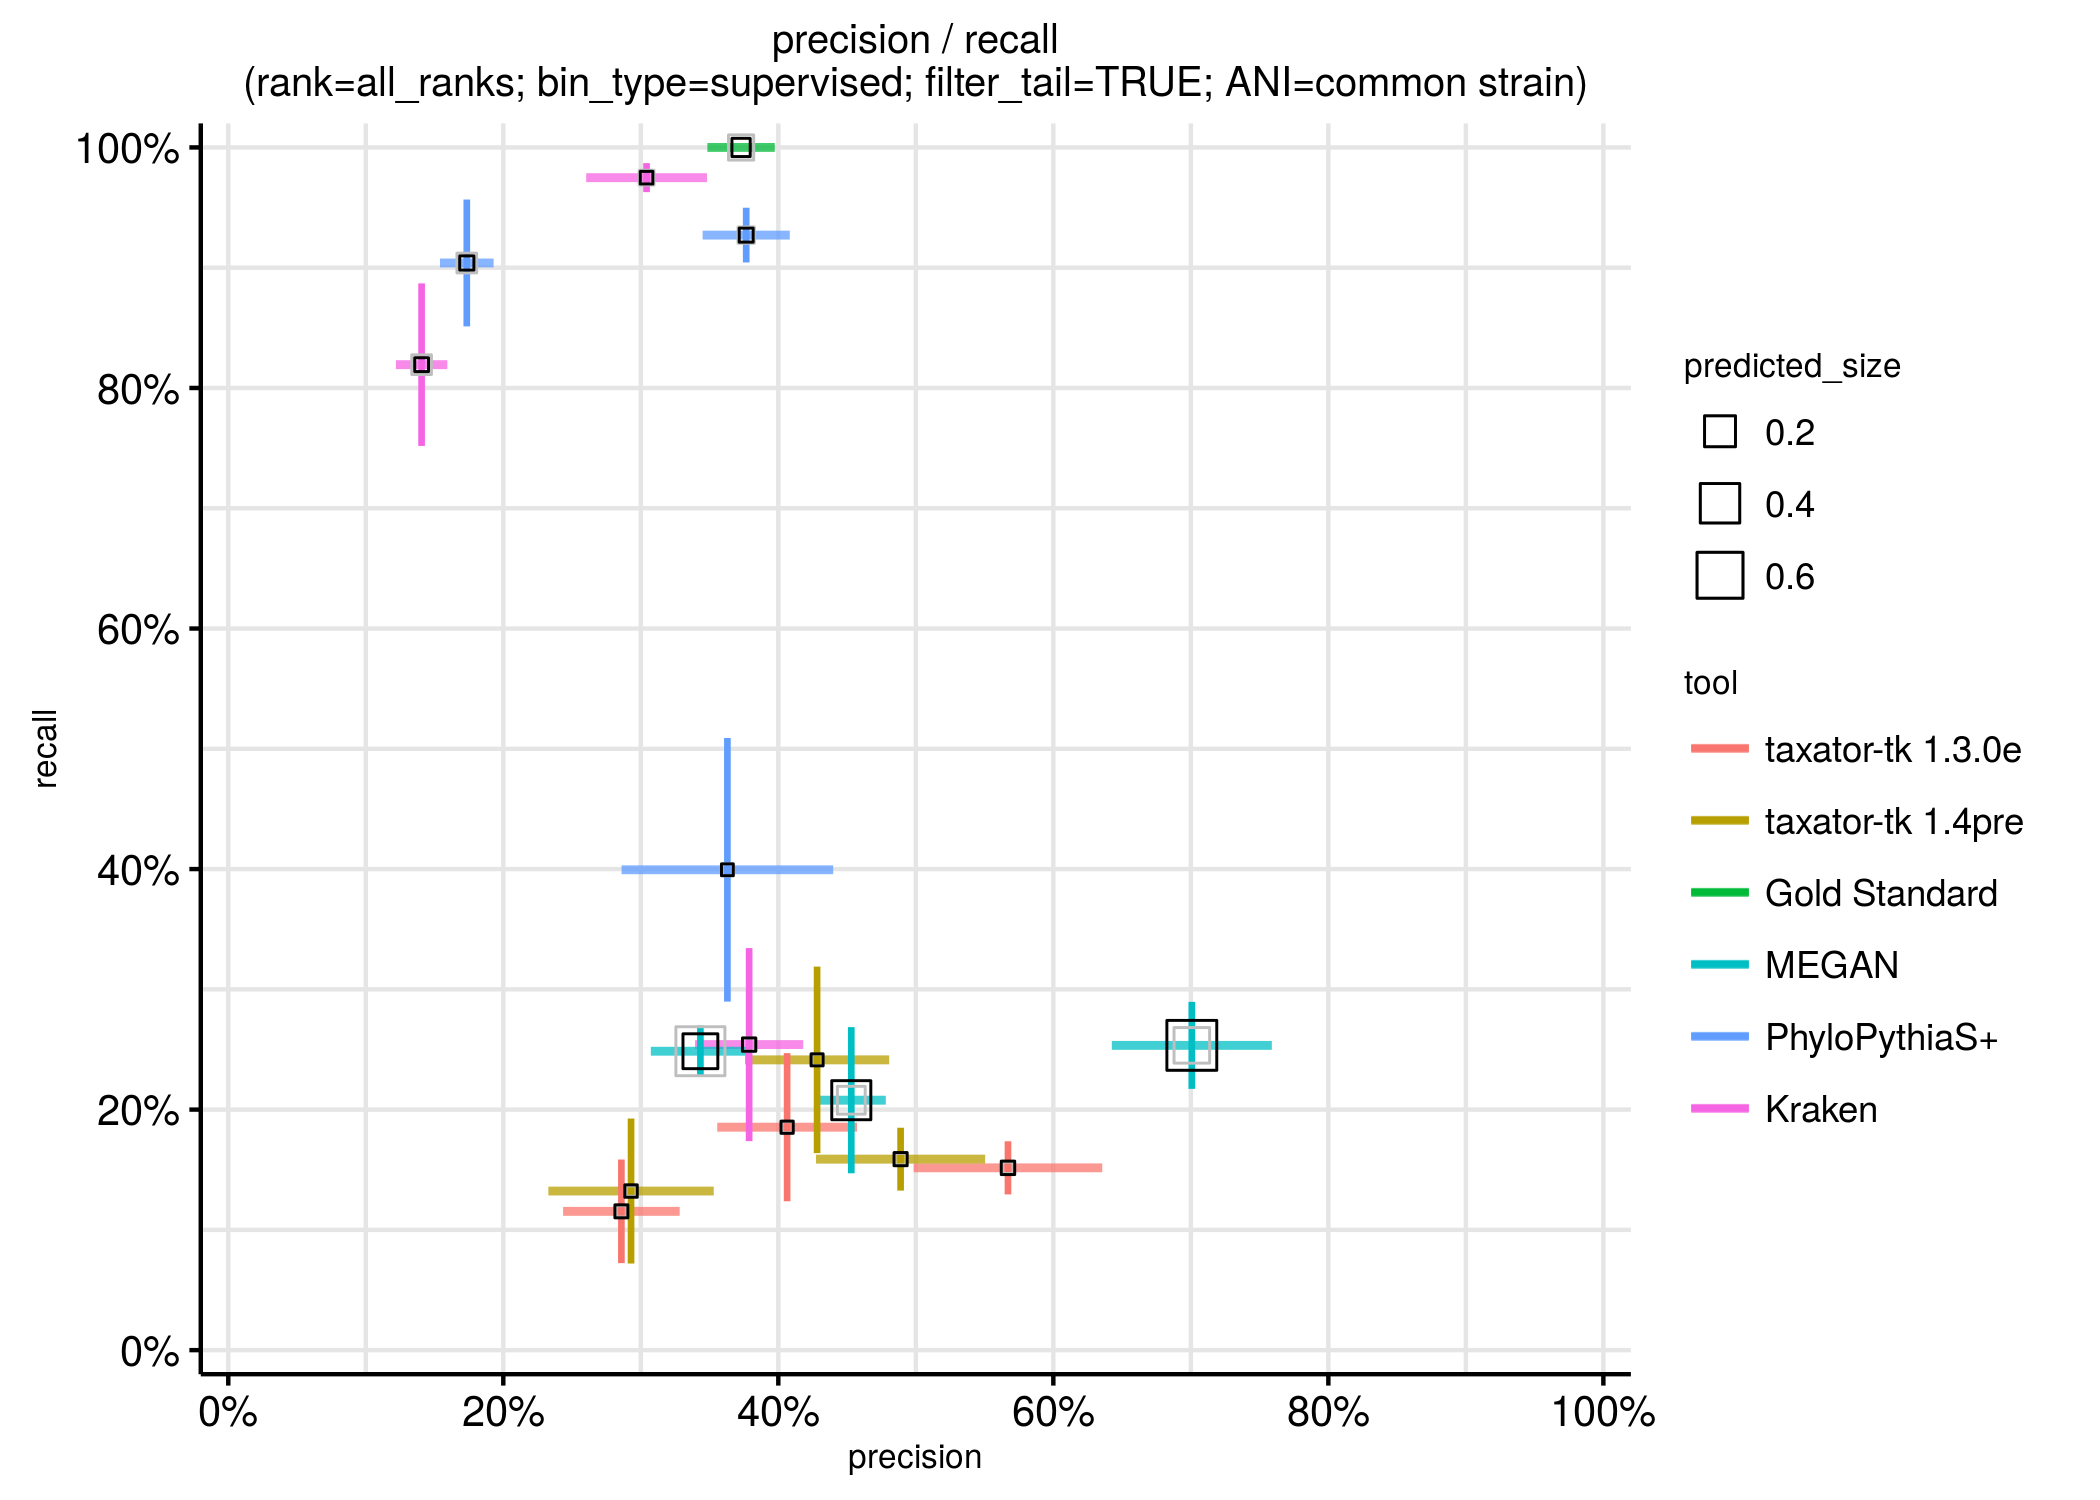 precision / recall
(rank=all_ranks; bin_type=supervised; filter_tail=TRUE; ANI=common strain)
100%
80%
60%
40%
20%
0%
recall
0%
20%
40%
60%
80%
100%
precision
predicted_size
0.2
0.4
0.6
tool
taxator-tk 1.3.0e
taxator-tk 1.4pre
Gold Standard
MEGAN
PhyloPythiaS+
Kraken